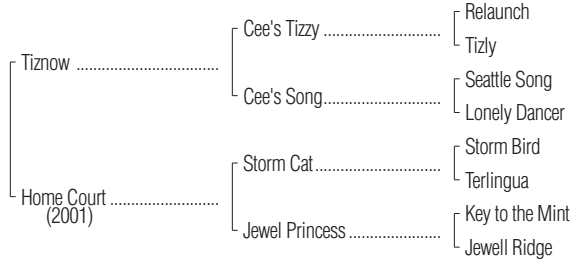 Relaunch
Cee's Tizzy
Tizly
Tiznow
Seattle Song
Cee's Song
Lonely Dancer
Storm Bird
Storm Cat
Terlingua
Home Court
(2001)
Key to the Mint
Jewel Princess
Jewell Ridge